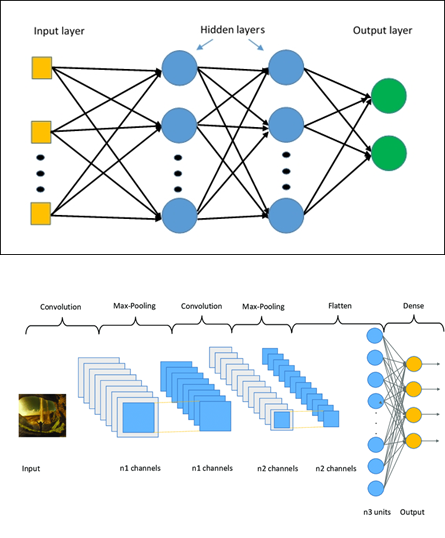 Input layer
Hidden layers
Output layer
Convolution
Max-Pooling
Convolution
Max-Pooling
Flatten
Dense
Input
n1 channels
n1 channels
n2 channels
n2 channels
n3 units
Output